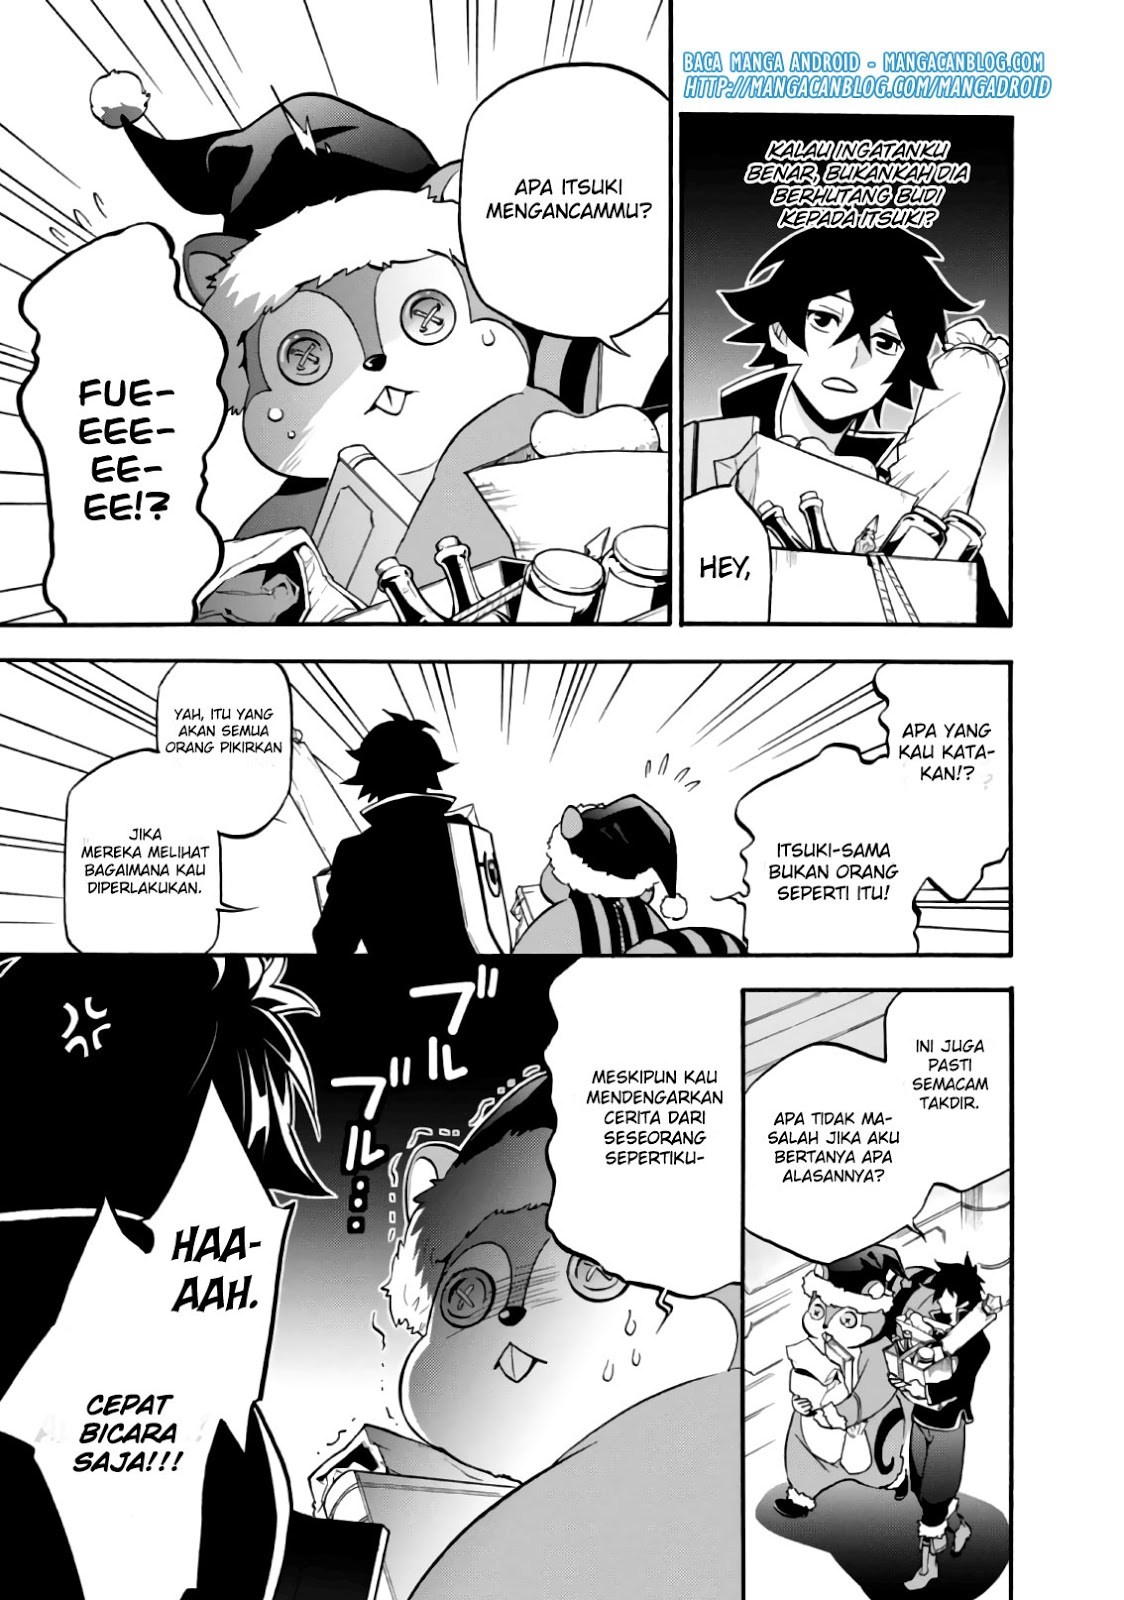 BACA MANGA ANDROID - MANGACANBLOG.COM
HTTP://MANGACANBLOG.COM/MANGADROID
KALAU INGATANKU
BENAR, BUKANKAH DIA
BERHUTANG BUDI
KEPADA ITSUKI?
HEY,
APA ITSUKI
MENGANCAMMU?
FUE-
EEE-
EE-
EE!?
APA YANG
KAU KATA-
KAN!?
ITSUKI-SAMA
BUKAN ORANG
SEPERTI ITU!
YAH, ITU YANG
AKAN SEMUA
ORANG PIKIRKAN
JIKA
MEREKA MELIHAT
BAGAIMANA KAU
DIPERLAKUKAN.
INI JUGA
PASTI
SEMACAM
TAKDIR.
APA TIDAK MA-
SALAH JIKA AKU
BERTANYA APA
ALASANNYA?
MESKIPUN KAU
MENDENGARKAN
CERITA DARI
SESEORANG
SEPERTIKU-
ブル
ブル…
HAA-
AAH.
CEPAT
BICARA
SAJA!!!